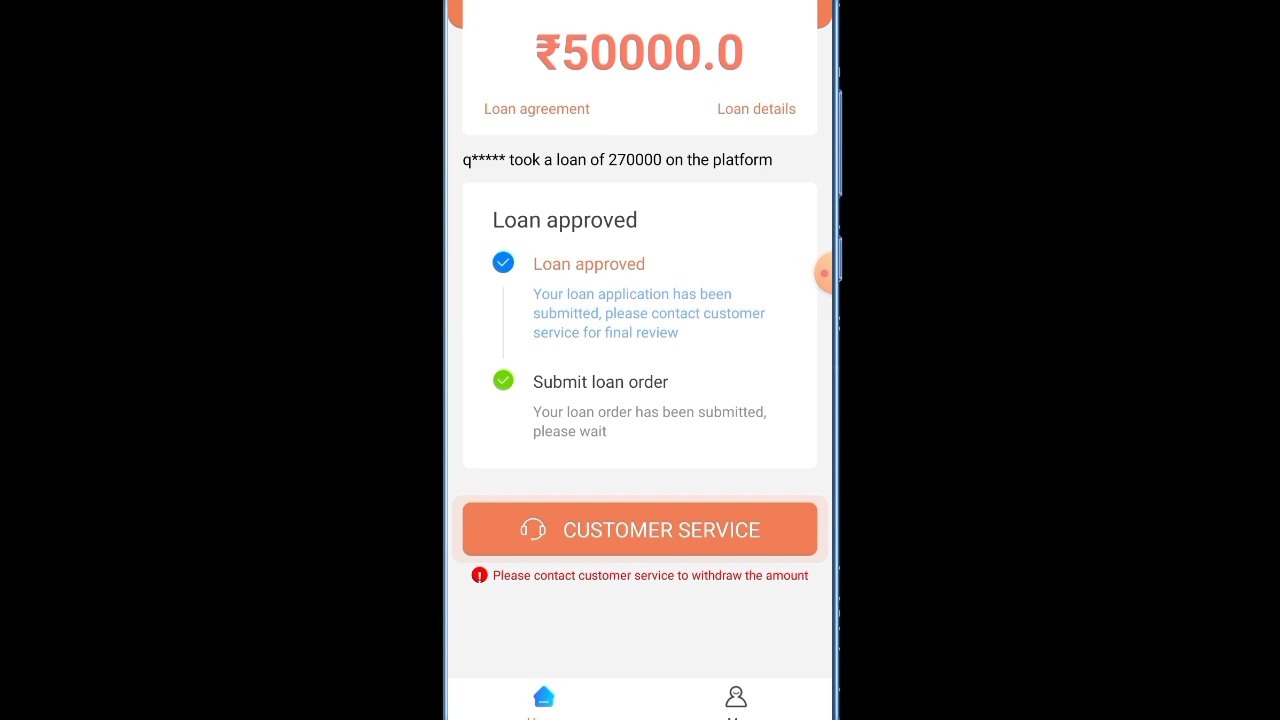 ₹50000.0
Loan agreement
Loan details
q***** took a loan of 270000 on the platform
Loan approved
Loan approved
Your loan application has been
submitted, please contact customer
service for final review
Submit loan order
Your loan order has been submitted,
please wait
CUSTOMER SERVICE
Please contact customer service to withdraw the amount